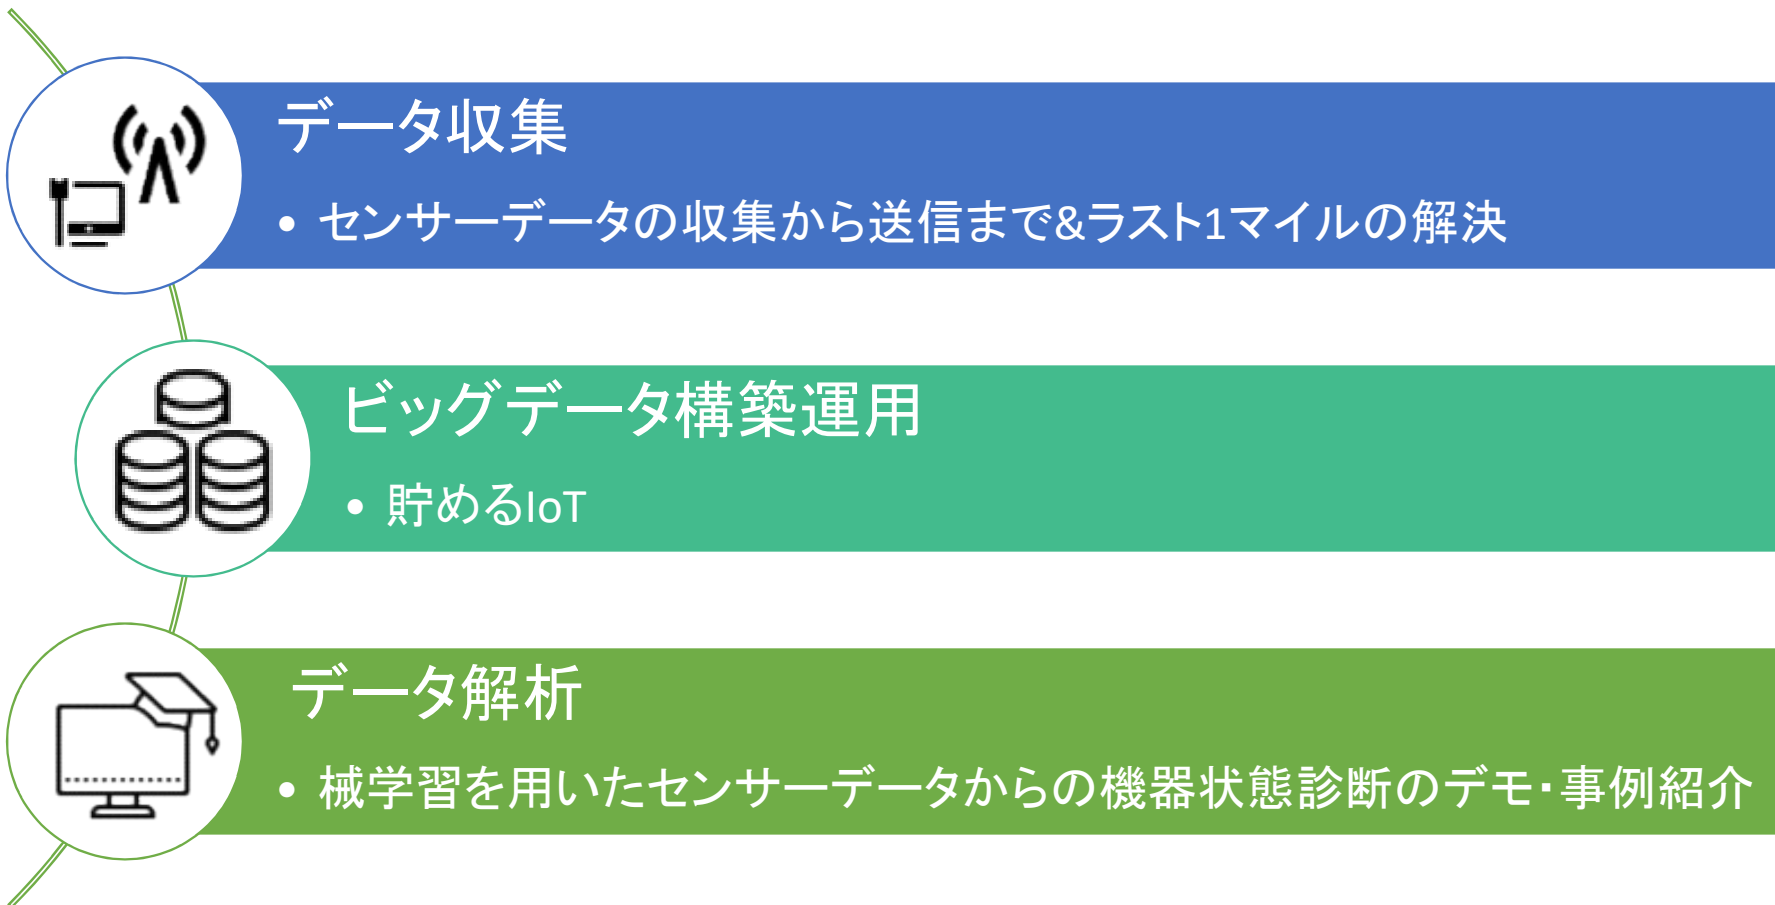 データ収集
• センサーデータの収集から送信まで&ラスト1マイルの解決
ビッグデータ構築運用
• 貯めるIoT
データ解析
• 械学習を用いたセンサーデータからの機器状態診断のデモ・事例紹介